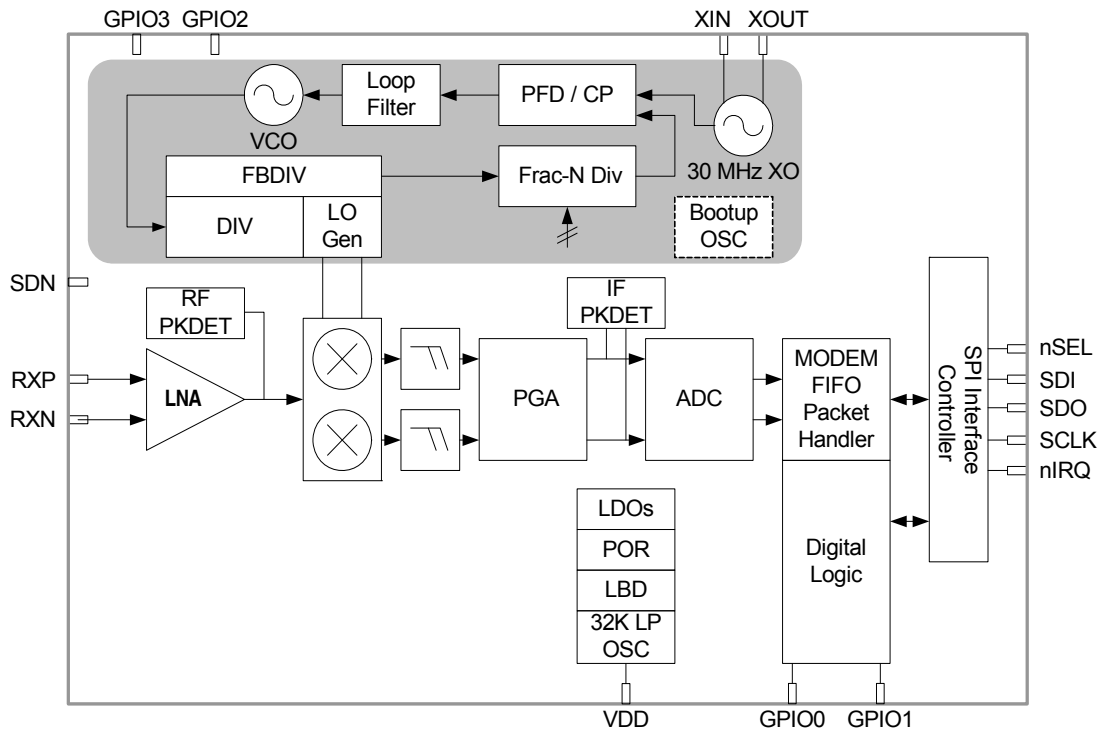 GPIO3 GPIO2
XIN XOUT
Loop
Filter
PFD / CP
VCO
30 MHz XO
FBDIV
Frac-N Div
DIV
LO
Gen
Bootup
OSC
SDN
RF
PKDET
IF
PKDET
RXP
RXN
LNA
PGA
ADC
MODEM
FIFO
Packet
Handler
SPI Interface
Controller
nSEL
SDI
SDO
SCLK
nIRQ
LDOs
POR
LBD
32K LP
OSC
Digital
Logic
VDD
GPIO0 GPIO1